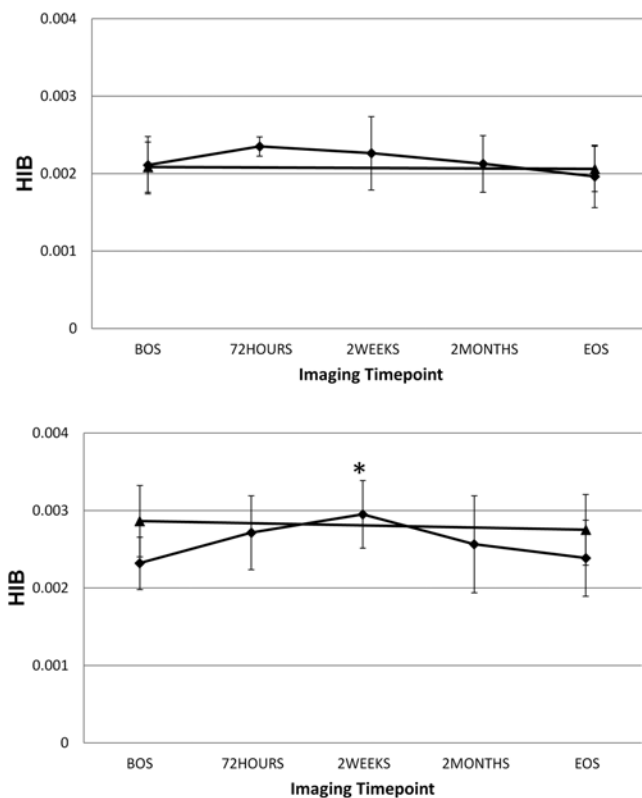 0.004
0.003
0.002
0.001
0
HIB
BOS 72HOURS 2WEEKS 2MONTHS EOS
Imaging Timepoint
0.004
*
0.003
0.002
0.001
0
HIB
BOS 72HOURS 2WEEKS 2MONTHS EOS
Imaging Timepoint